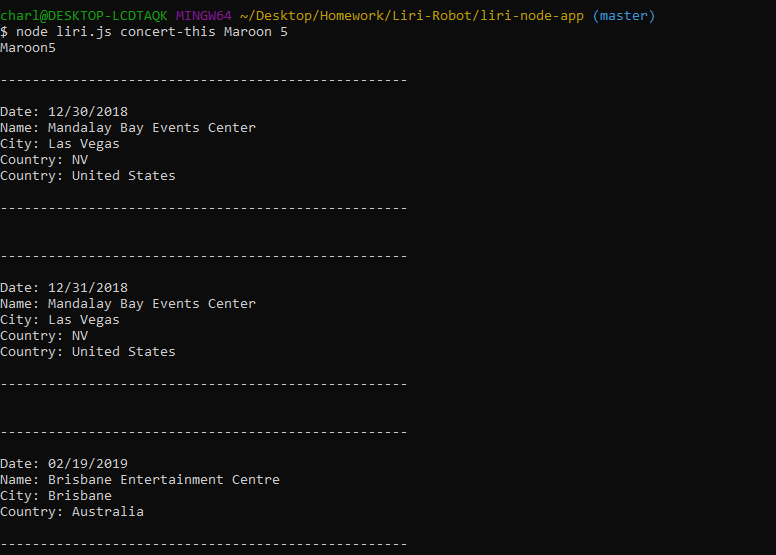 charl@DESKTOP-LCDTAQK MINGW64 ~/Desktop/Homework/Liri-Robot/liri-node-app (master)
$ node liri.js concert-this Maroon 5
Maroon5
---------------------------------------------------
Date: 12/30/2018
Name: Mandalay Bay Events Center
City: Las Vegas
Country: NV
Country: United States
---------------------------------------------------
---------------------------------------------------
Date: 12/31/2018
Name: Mandalay Bay Events Center
City: Las Vegas
Country: NV
Country: United States
---------------------------------------------------
---------------------------------------------------
Date: 02/19/2019
Name: Brisbane Entertainment Centre
City: Brisbane
Country: Australia
---------------------------------------------------